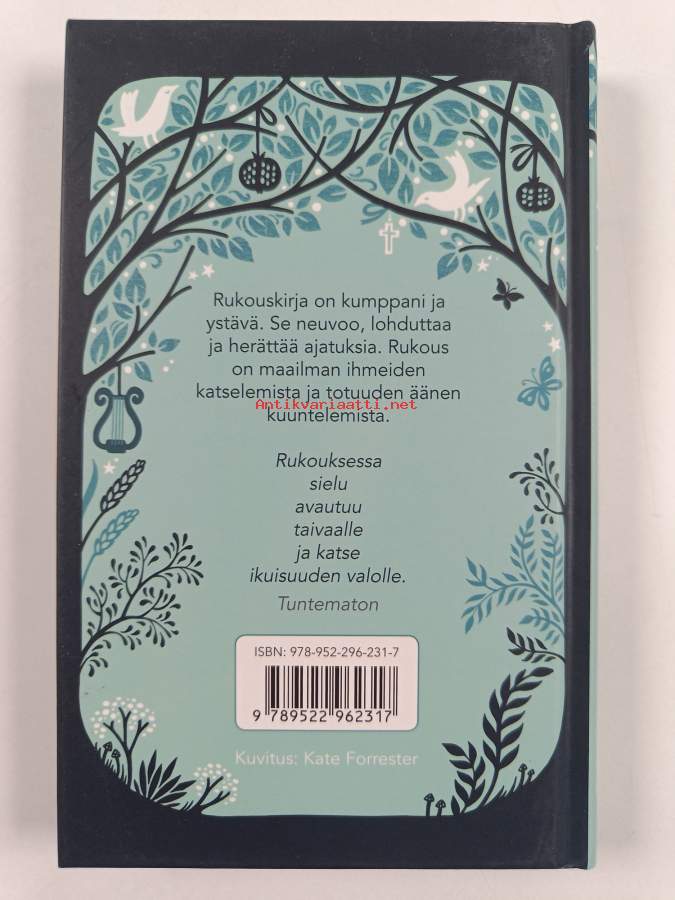 Rukouskirja on kumppani ja
ystävä. Se neuvoo, lohduttaa
ja herättää ajatuksia. Rukous
on maailman ihmeiden
katselemista ja totuuden äänen
Antikvariaatti.net
kuuntelemista.
Rukouksessa
sielu
avautuu
taivaalle
ja katse
ikuisuuden valolle.
Tuntematon
ISBN: 978-952-296-231-7
9 789522 962317
Kuvitus: Kate Forrester